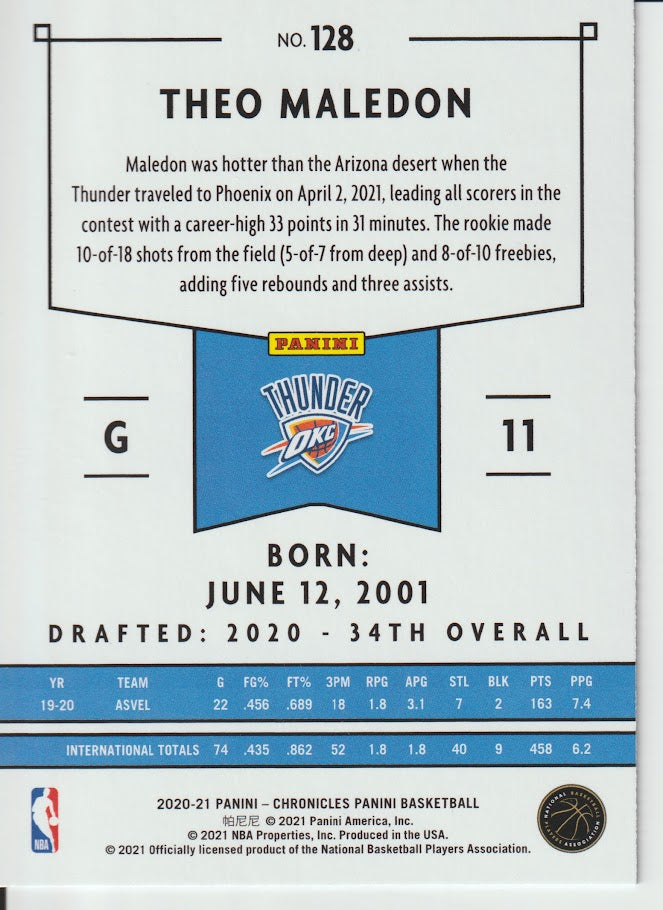 NO. 128
THEO MALEDON
Maledon was hotter than the Arizona desert when the
Thunder traveled to Phoenix on April 2, 2021, leading all scorers in the
contest with a career-high 33 points in 31 minutes. The rookie made
10-of-18 shots from the field (5-of-7 from deep) and 8-of-10 freebies,
adding five rebounds and three assists.
PANINI
THUNDER
OKC
G
11
BORN:
JUNE 12, 2001
DRAFTED: 2020 - 34TH OVERALL
YR TEAM G FG% FT% 3PM RPG APG STL BLK PTS PPG
19-20 ASVEL 22 .456 .689 18 1.8 3.1 7 2 163 7.4
INTERNATIONAL TOTALS 74 .435 .862 52 1.8 1.8 40 9 458 6.2
2020-21 PANINI – CHRONICLES PANINI BASKETBALL
帕尼尼 © 2021 Panini America, Inc.
© 2021 NBA Properties, Inc. Produced in the USA.
© 2021 Officially licensed product of the National Basketball Players Association.
NBA
NATIONAL BASKETBALL
PLAYERS ASSOCIATION